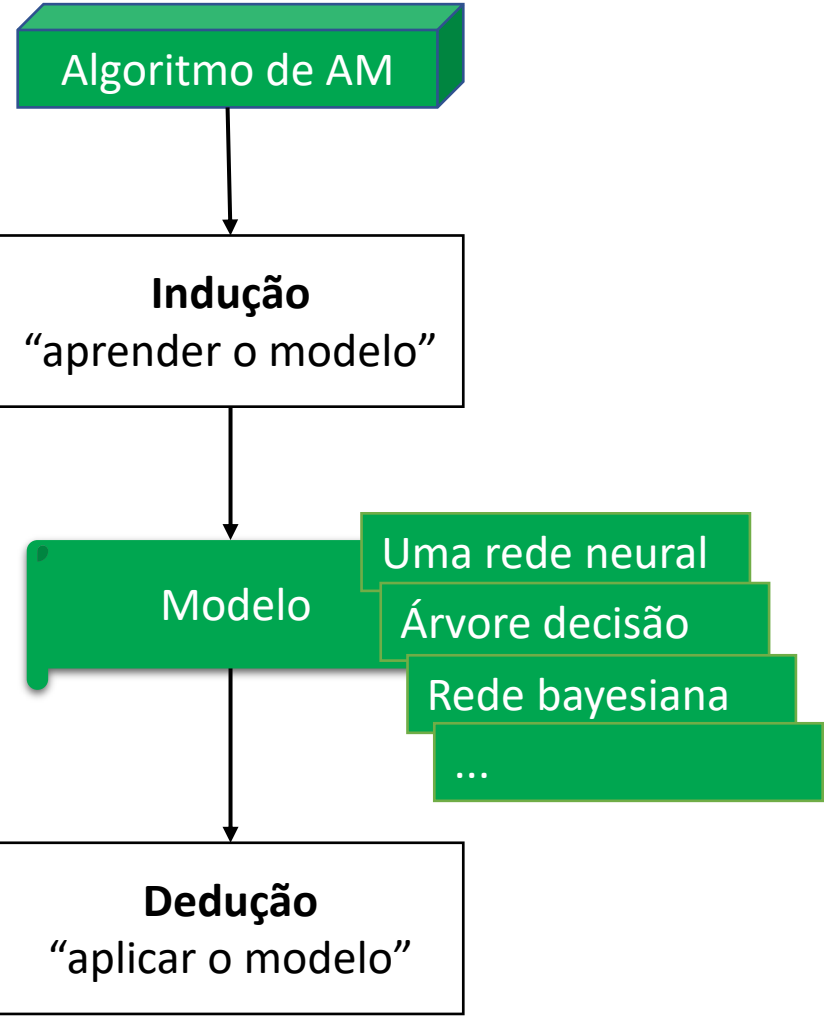 Algoritmo de AM
Indução
“aprender o modelo”
Modelo
Uma rede neural
Árvore decisão
Rede bayesiana
...
Dedução
“aplicar o modelo”